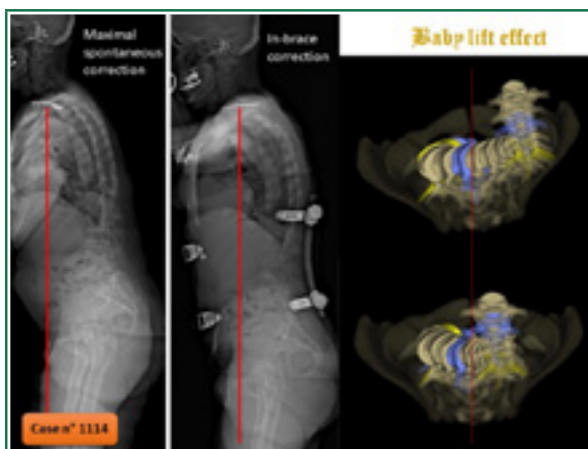 Maximal
spontaneous
correction
In-brace
correction
Baby lift effect
Case n° 1114